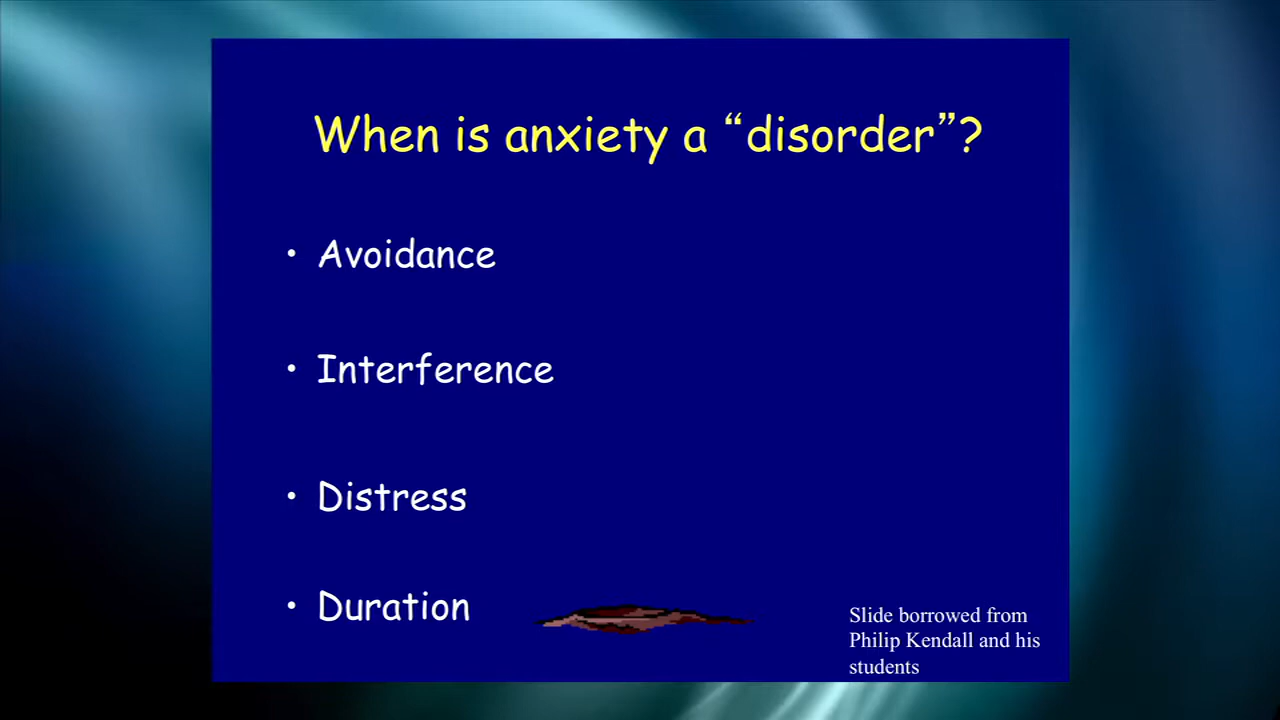 When is anxiety a “disorder”?
• Avoidance
• Interference
• Distress
• Duration
Slide borrowed from
Philip Kendall and his
students